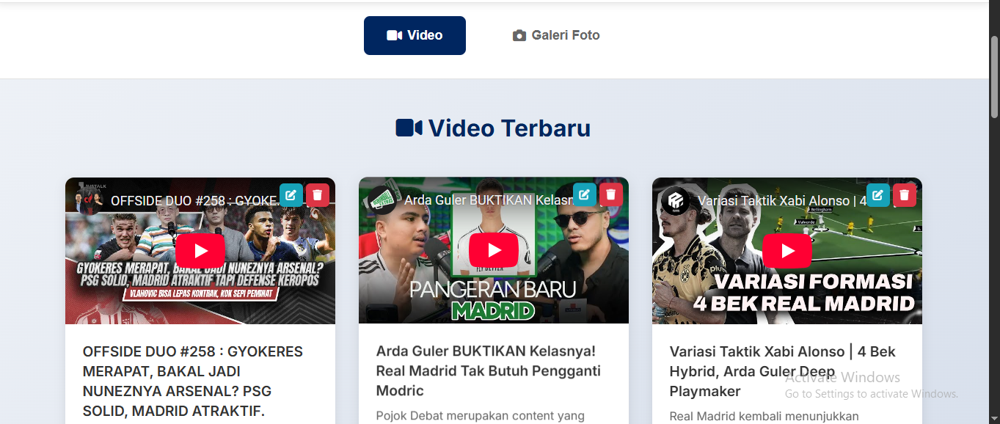 Video
Galeri Foto
Video Terbaru
OFFSIDE DUO #258 : GYOKE...
GYOKERES MERAPAT, BAKAL JADI NUNEZNYA ARSENAL?
PSG SOLID, MADRID ATRAKTIF TAPI DEFENSE KEROPOS
VLAHOVIC BISA LEPAS KONTRAK, KOK SEPI PEMINAT
OFFSIDE DUO #258 : GYOKERES
MERAPAT, BAKAL JADI
NUNEZNYA ARSENAL? PSG
SOLID, MADRID ATRAKTIF.
Arda Guler BUKTIKAN Kelasn
FLY BETTER
PANGERAN BARU
MADRID
Arda Guler BUKTIKAN Kelasnya!
Real Madrid Tak Butuh Pengganti
Modric
Pojok Debat merupakan content yang
Variasi Taktik Xabi Alonso | 4
Bellingham
Valverde
VARIASI FORMASI
4 BEK REAL MADRID
Variasi Taktik Xabi Alonso | 4 Bek
Hybrid, Arda Guler Deep
Playmaker
Real Madrid kembali menunjukkan
Activate Windows
Go to Settings to activate Windows.